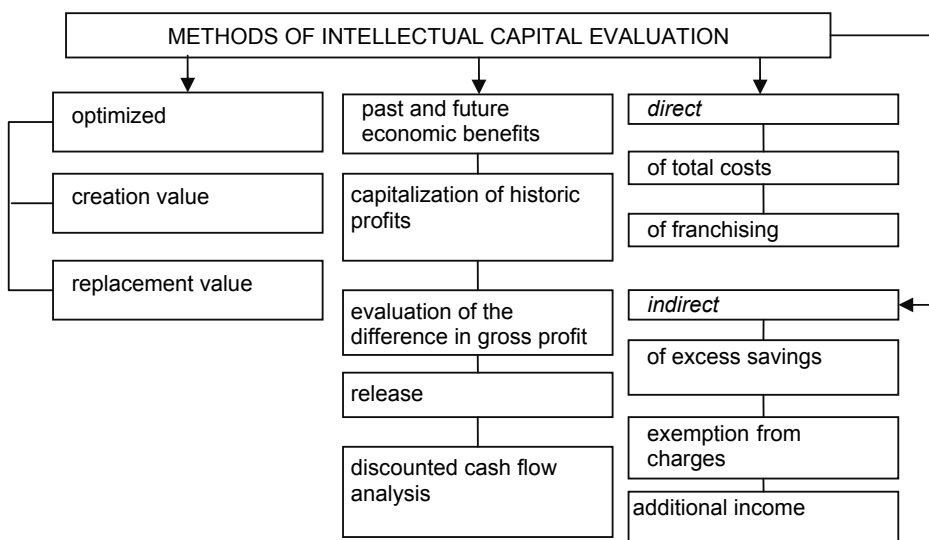 METHODS OF INTELLECTUAL CAPITAL EVALUATION
optimized
creation value
replacement value
past and future
economic benefits
capitalization of historic
profits
evaluation of the
difference in gross profit
release
discounted cash flow
analysis
direct
of total costs
of franchising
indirect
of excess savings
exemption from
charges
additional income